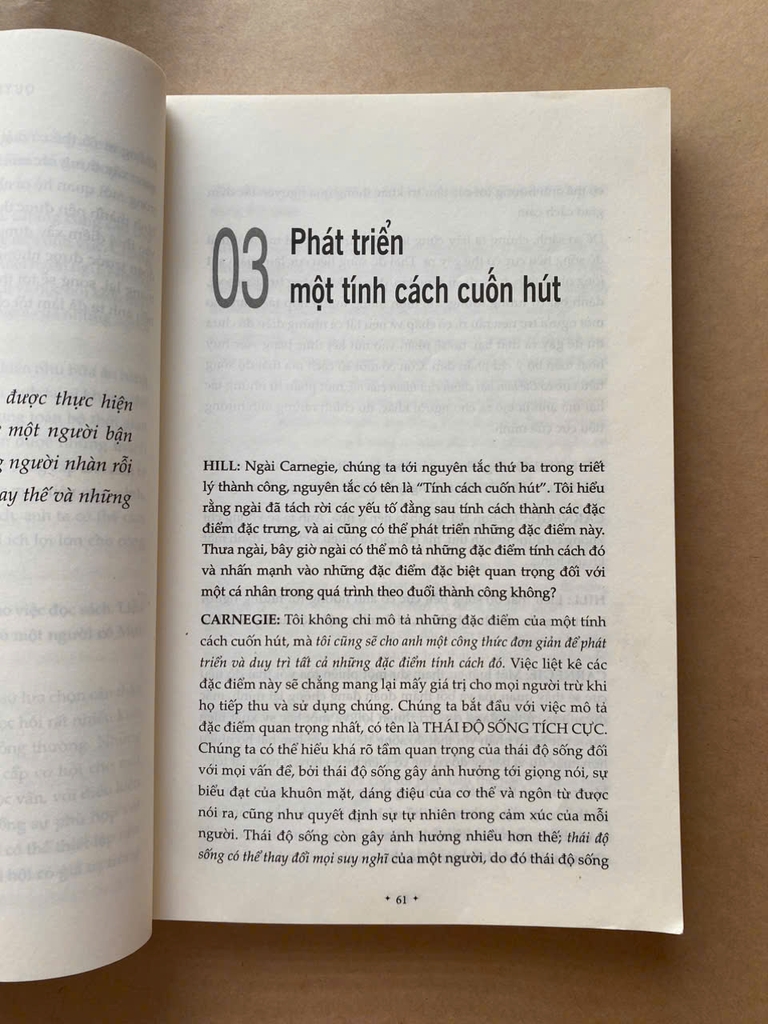 được thực hiện
một người bận
người nhàn rỗi
ay thế và những
03
Phát triển
một tính cách cuốn hút
HILL: Ngài Carnegie, chúng ta tới nguyên tắc thứ ba trong triết
lý thành công, nguyên tắc có tên là “Tính cách cuốn hút”. Tôi hiểu
rằng ngài đã tách rời các yếu tố đằng sau tính cách thành các đặc
điểm đặc trưng, và ai cũng có thể phát triển những đặc điểm này.
Thưa ngài, bây giờ ngài có thể mô tả những đặc điểm tính cách đó
và nhấn mạnh vào những đặc điểm đặc biệt quan trọng đối với
một cá nhân trong quá trình theo đuổi thành công không?
CARNEGIE: Tôi không chỉ mô tả những đặc điểm của một tính
cách cuốn hút, mà tôi cũng sẽ cho anh một công thức đơn giản để phát
triển và duy trì tất cả những đặc điểm tính cách đó. Việc liệt kê các
đặc điểm này sẽ chẳng mang lại mấy giá trị cho mọi người trừ khi
họ tiếp thu và sử dụng chúng. Chúng ta bắt đầu với việc mô tả
đặc điểm quan trọng nhất, có tên là THÁI ĐỘ SỐNG TÍCH CỰC.
Chúng ta có thể hiểu khá rõ tầm quan trọng của thái độ sống đối
với mọi vấn đề, bởi thái độ sống gây ảnh hưởng tới giọng nói, sự
biểu đạt của khuôn mặt, dáng điệu của cơ thể và ngôn từ được
nói ra, cũng như quyết định sự tự nhiên trong cảm xúc của mỗi
người. Thái độ sống còn gây ảnh hưởng nhiều hơn thế; thái độ
sống có thể thay đổi mọi suy nghĩ của một người, do đó thái độ sống
61